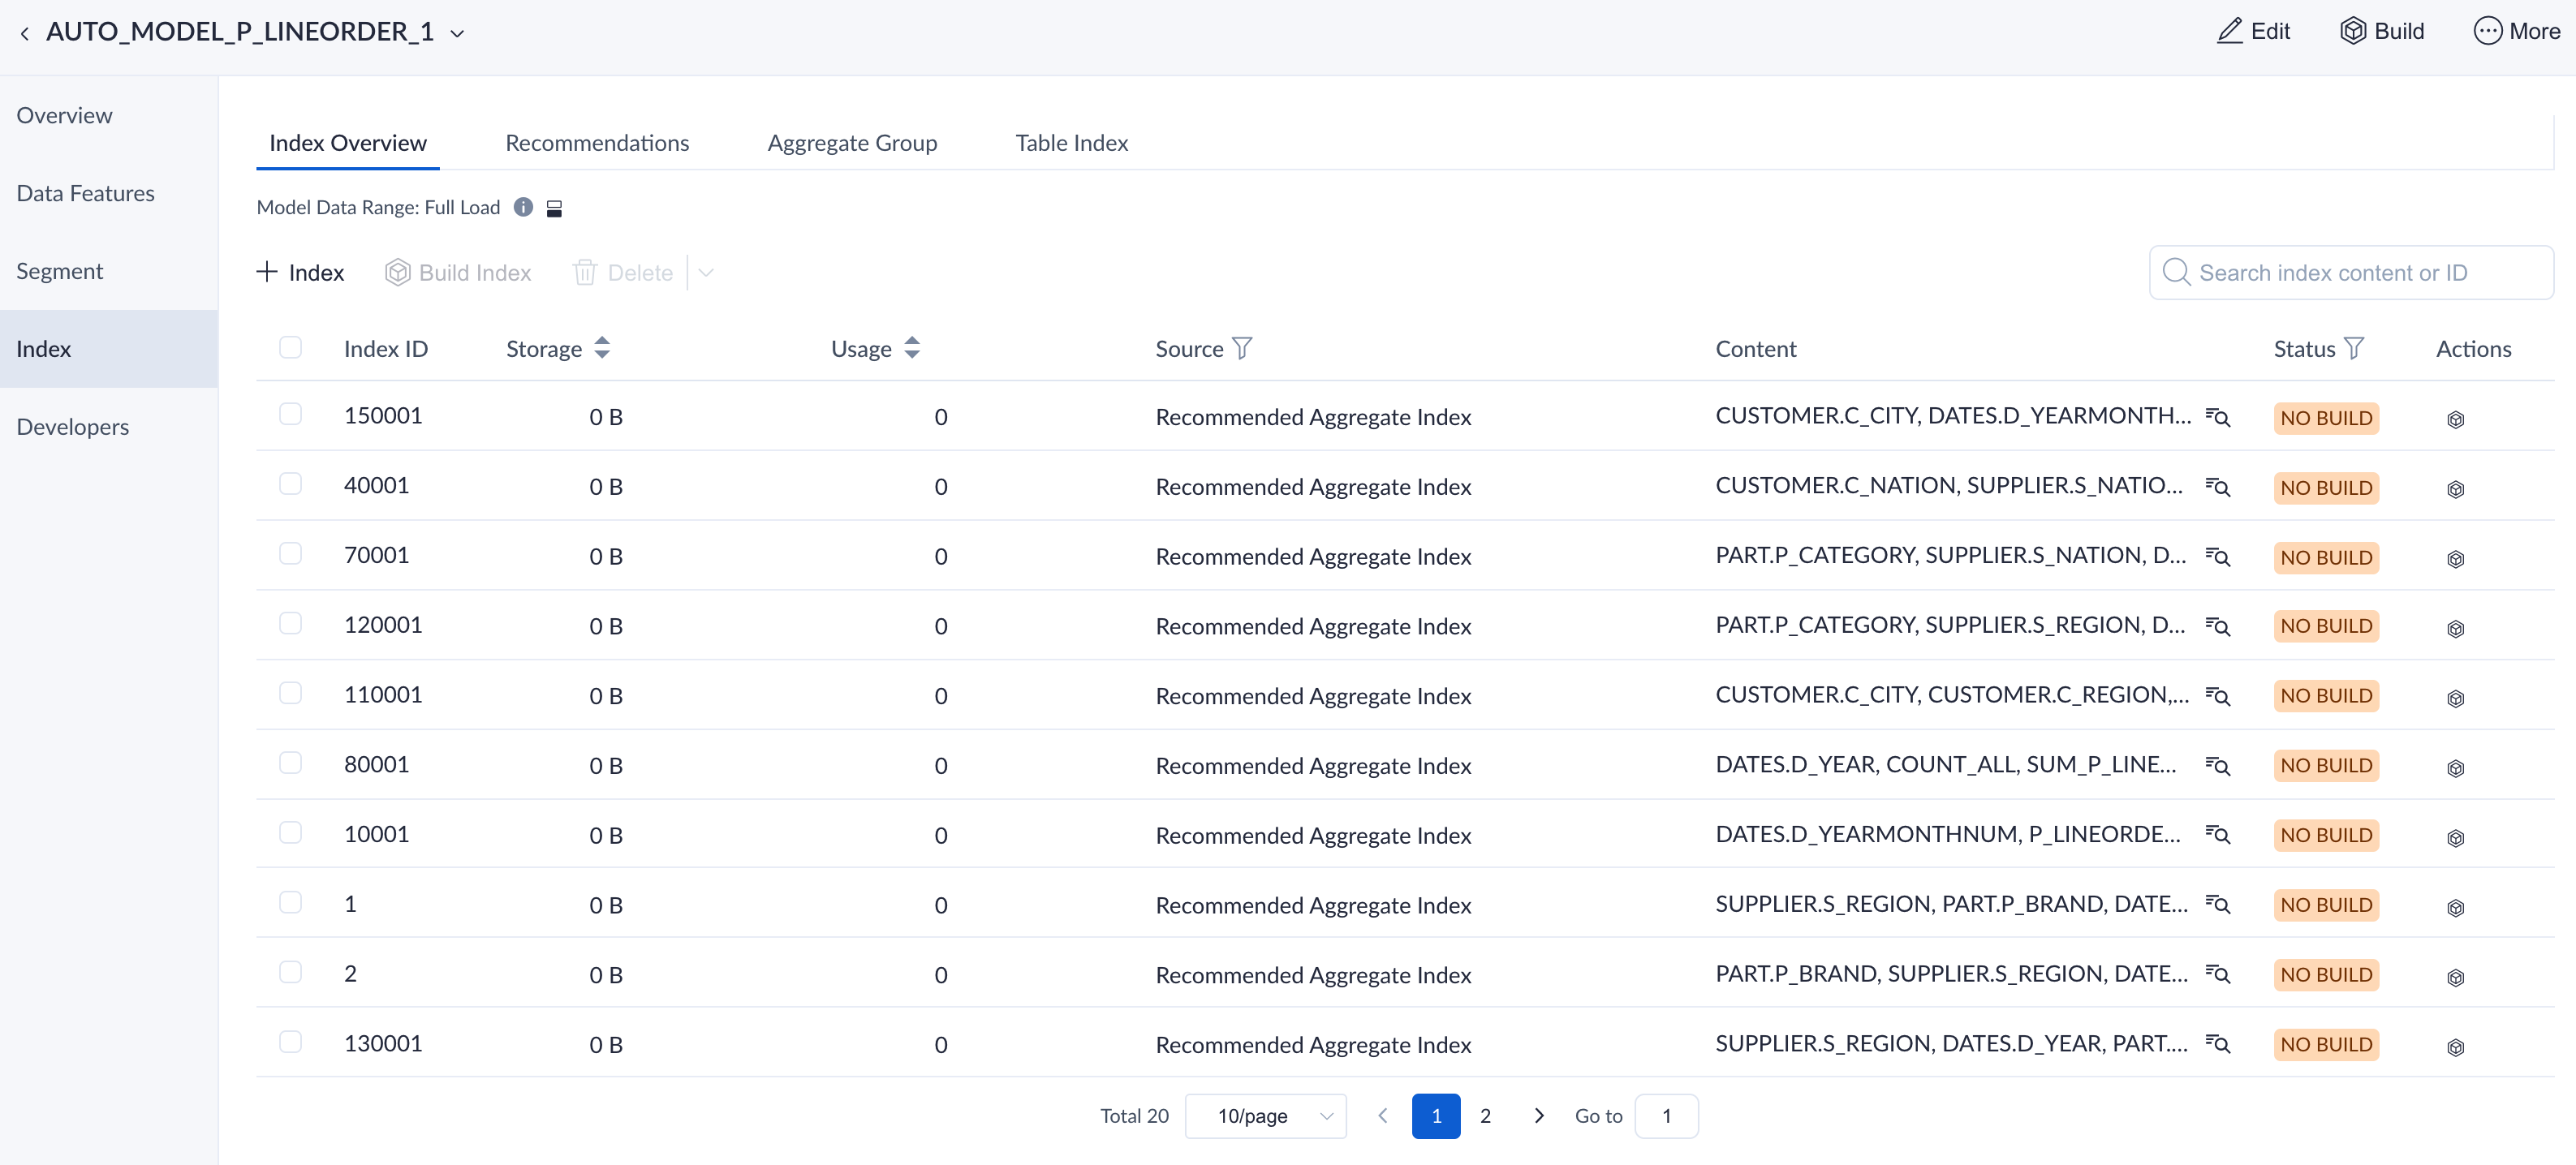 AUTO_MODEL_P_LINEORDER_1
Edit
Build
More
Overview
Data Features
Segment
Index
Developers
Index Overview
Recommendations
Aggregate Group
Table Index
Model Data Range: Full Load
Index
Build Index
Delete
Search index content or ID
Index ID Storage Usage Source Content Status Actions
150001 0 B 0 Recommended Aggregate Index CUSTOMER.C_CITY, DATES.D_YEARMONTH... NO BUILD
40001 0 B 0 Recommended Aggregate Index CUSTOMER.C_NATION, SUPPLIER.S_NATIO... NO BUILD
70001 0 B 0 Recommended Aggregate Index PART.P_CATEGORY, SUPPLIER.S_NATION, D... NO BUILD
120001 0 B 0 Recommended Aggregate Index PART.P_CATEGORY, SUPPLIER.S_REGION, D... NO BUILD
110001 0 B 0 Recommended Aggregate Index CUSTOMER.C_CITY, CUSTOMER.C_REGION,... NO BUILD
80001 0 B 0 Recommended Aggregate Index DATES.D_YEAR, COUNT_ALL, SUM_P_LINE... NO BUILD
10001 0 B 0 Recommended Aggregate Index DATES.D_YEARMONTHNUM, P_LINEORDE... NO BUILD
1 0 B 0 Recommended Aggregate Index SUPPLIER.S_REGION, PART.P_BRAND, DATE... NO BUILD
2 0 B 0 Recommended Aggregate Index PART.P_BRAND, SUPPLIER.S_REGION, DATE... NO BUILD
130001 0 B 0 Recommended Aggregate Index SUPPLIER.S_REGION, DATES.D_YEAR, PART.... NO BUILD
Total 20 10/page 1 2 Go to 1